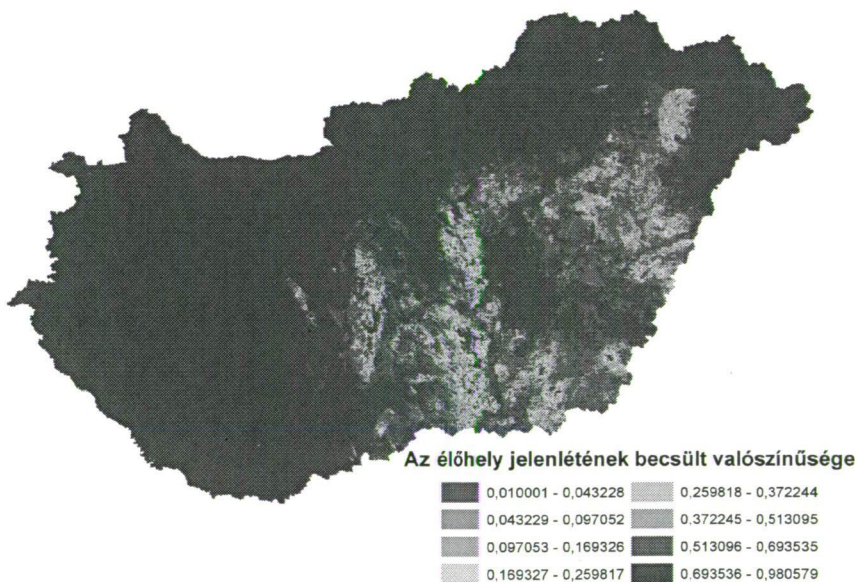 Az élőhely jelenlétének becsült valószínűsége
0,010001 - 0,043228
0,043229 - 0,097052
0,097053 - 0,169326
0,169327 - 0,259817
0,259818 - 0,372244
0,372245 - 0,513095
0,513096 - 0,693535
0,693536 - 0,980579